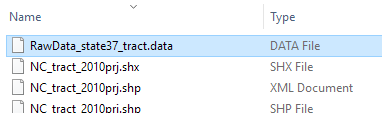 Name Type
RawData_state37_tract.data DATA File
NC_tract_2010prj.shx SHX File
NC_tract_2010prj.shp XML Document
NC_tract_2010prj.shp SHP File